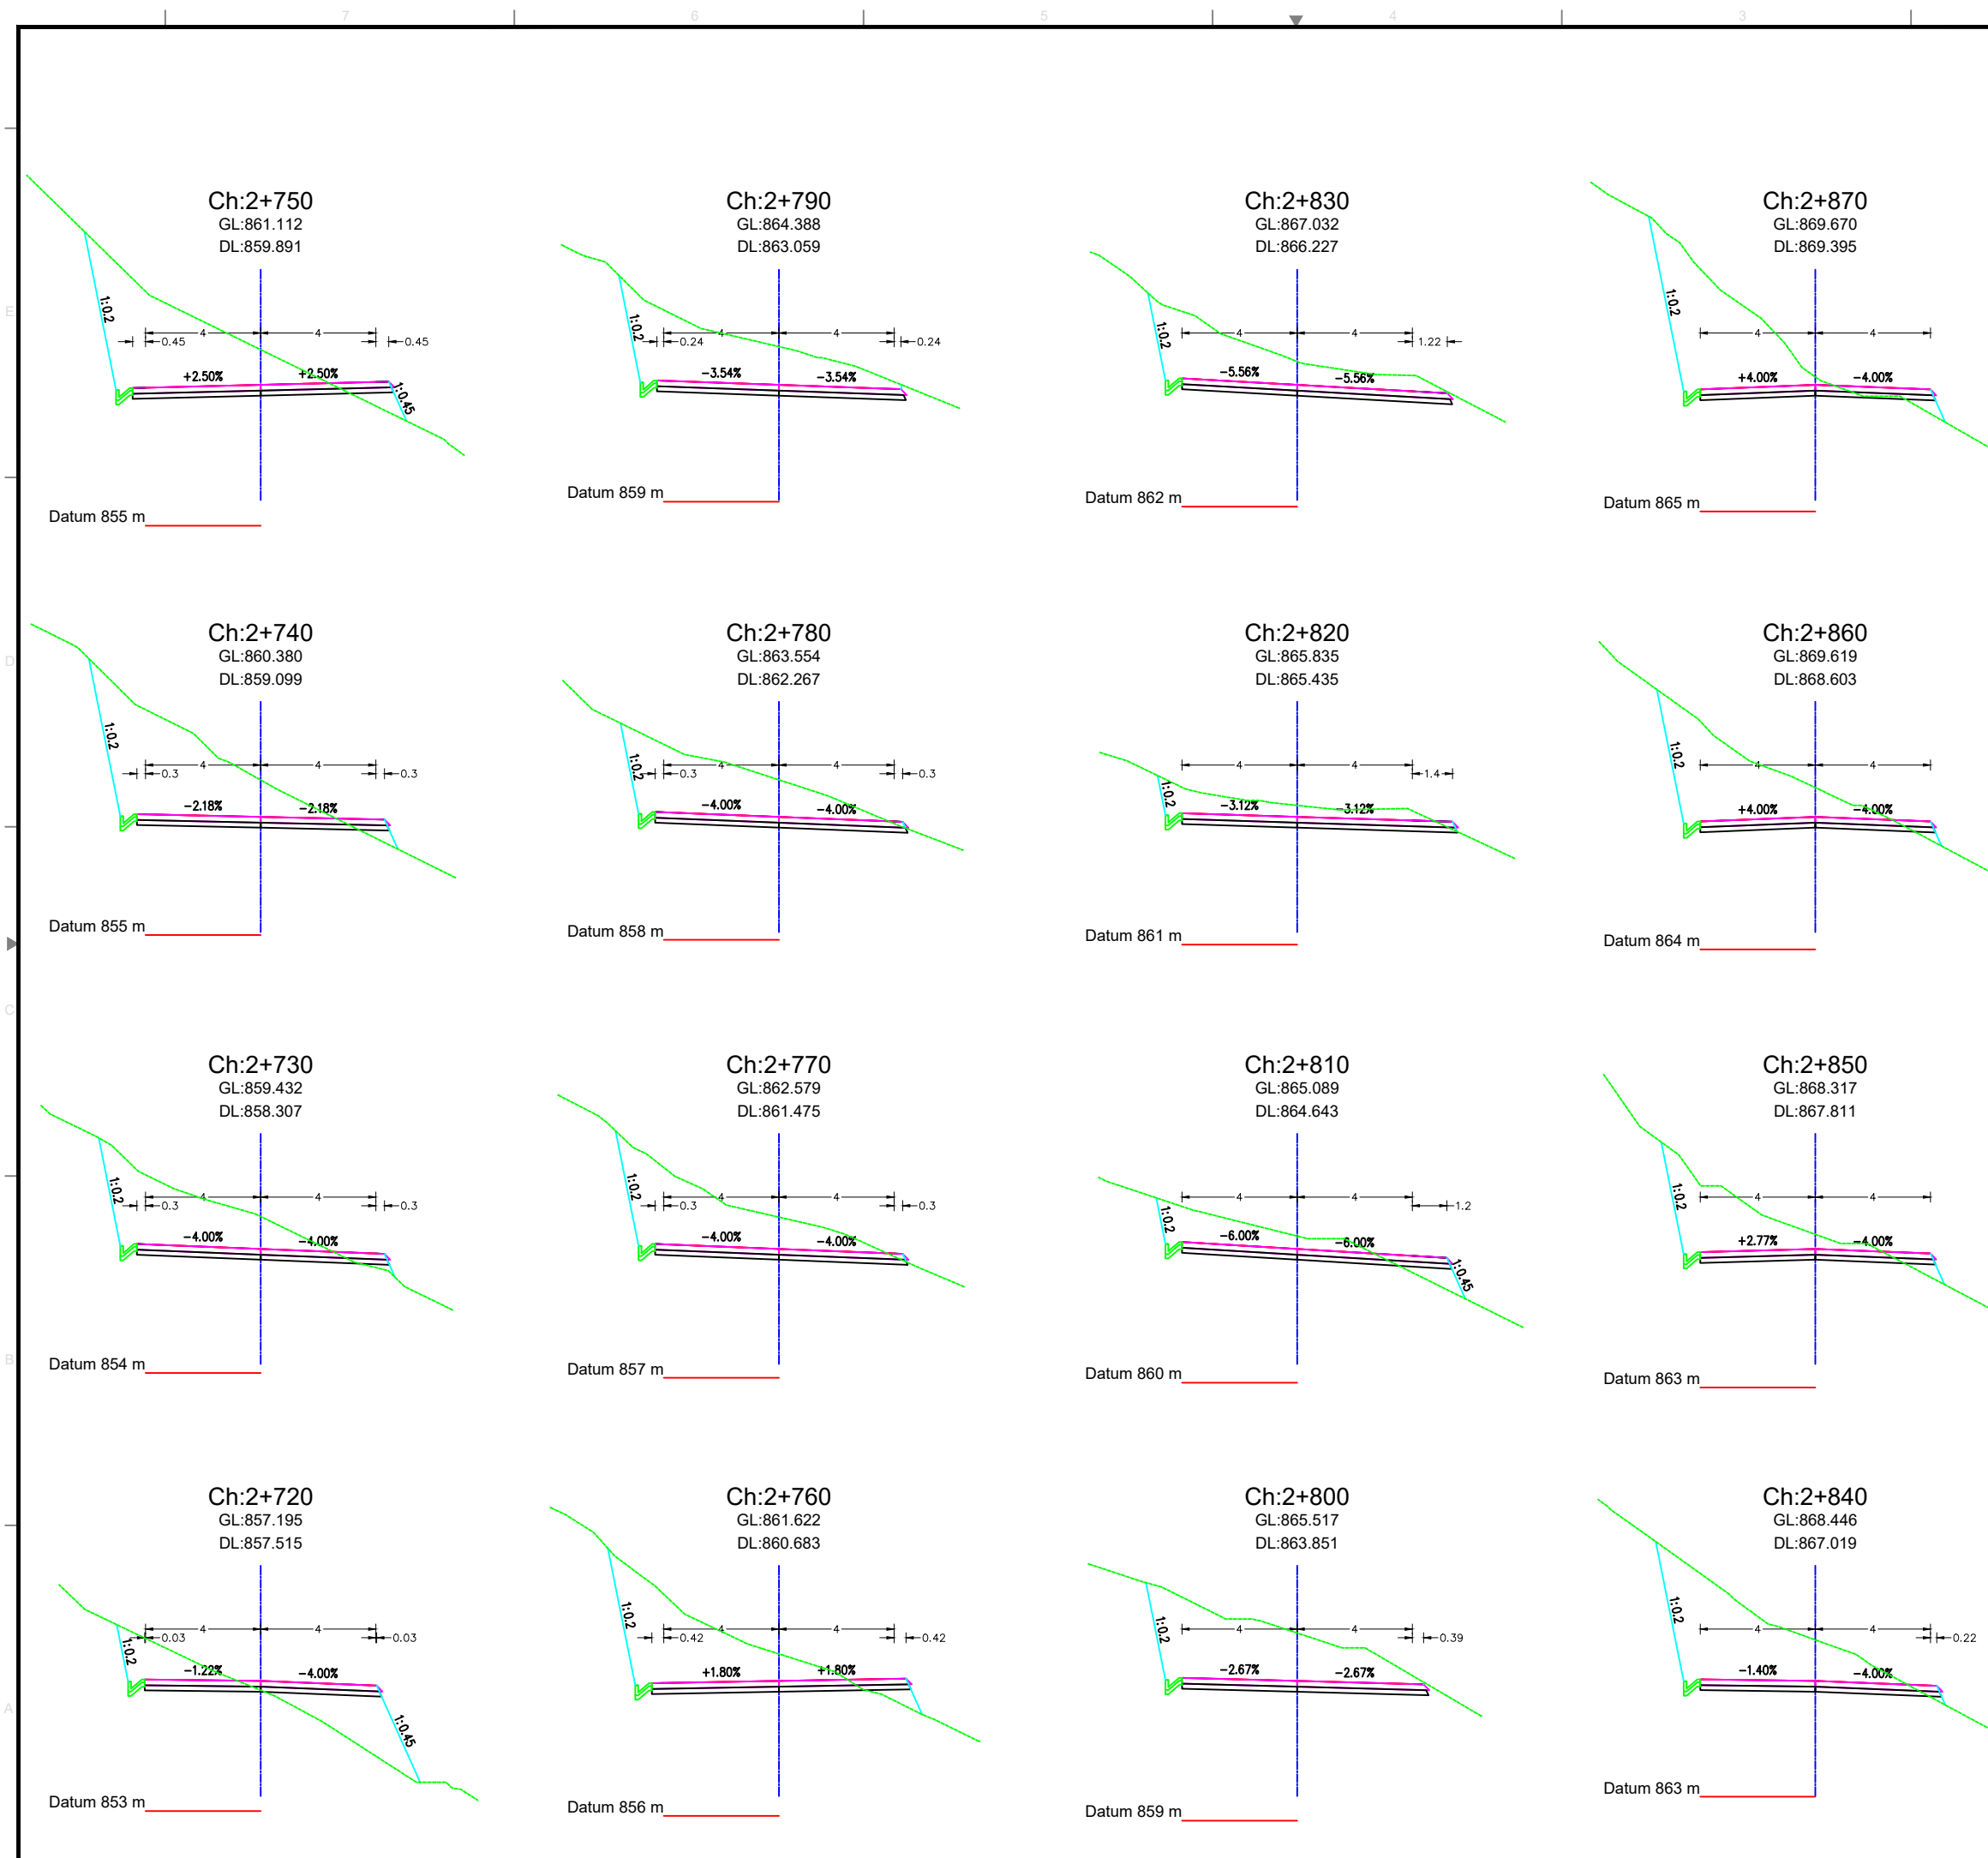 7 6 5 4 3
E
D
C
B
A
Ch:2+750
GL:861.112
DL:859.891
1:0.2
4 4
0.45 0.45
+2.50% +2.50%
1:0.45
Datum 855 m
Ch:2+790
GL:864.388
DL:863.059
1:0.2
4 4
0.24 0.24
-3.54% -3.54%
Datum 859 m
Ch:2+830
GL:867.032
DL:866.227
1:0.2
4 4
1.22
-5.56% -5.56%
Datum 862 m
Ch:2+870
GL:869.670
DL:869.395
1:0.2
4 4
+4.00% -4.00%
Datum 865 m
Ch:2+740
GL:860.380
DL:859.099
1:0.2
4 4
0.3 0.3
-2.18% -2.18%
Datum 855 m
Ch:2+780
GL:863.554
DL:862.267
1:0.2
4 4
0.3 0.3
-4.00% -4.00%
Datum 858 m
Ch:2+820
GL:865.835
DL:865.435
1:0.2
4 4
1.4
-3.12% -3.12%
Datum 861 m
Ch:2+860
GL:869.619
DL:868.603
1:0.2
4 4
+4.00% -4.00%
Datum 864 m
Ch:2+730
GL:859.432
DL:858.307
1:0.2
4 4
0.3 0.3
-4.00% -4.00%
Datum 854 m
Ch:2+770
GL:862.579
DL:861.475
1:0.2
4 4
0.3 0.3
-4.00% -4.00%
Datum 857 m
Ch:2+810
GL:865.089
DL:864.643
1:0.2
4 4
1.2
-6.00% -6.00%
1:0.45
Datum 860 m
Ch:2+850
GL:868.317
DL:867.811
1:0.2
4 4
+2.77% -4.00%
Datum 863 m
Ch:2+720
GL:857.195
DL:857.515
1:0.2
4 4
0.03 0.03
-1.22% -4.00%
1:0.45
Datum 853 m
Ch:2+760
GL:861.622
DL:860.683
1:0.2
4 4
0.42 0.42
+1.80% +1.80%
Datum 856 m
Ch:2+800
GL:865.517
DL:863.851
1:0.2
4 4
0.39
-2.67% -2.67%
Datum 859 m
Ch:2+840
GL:868.446
DL:867.019
1:0.2
4 4
0.22
-1.40% -4.00%
Datum 863 m